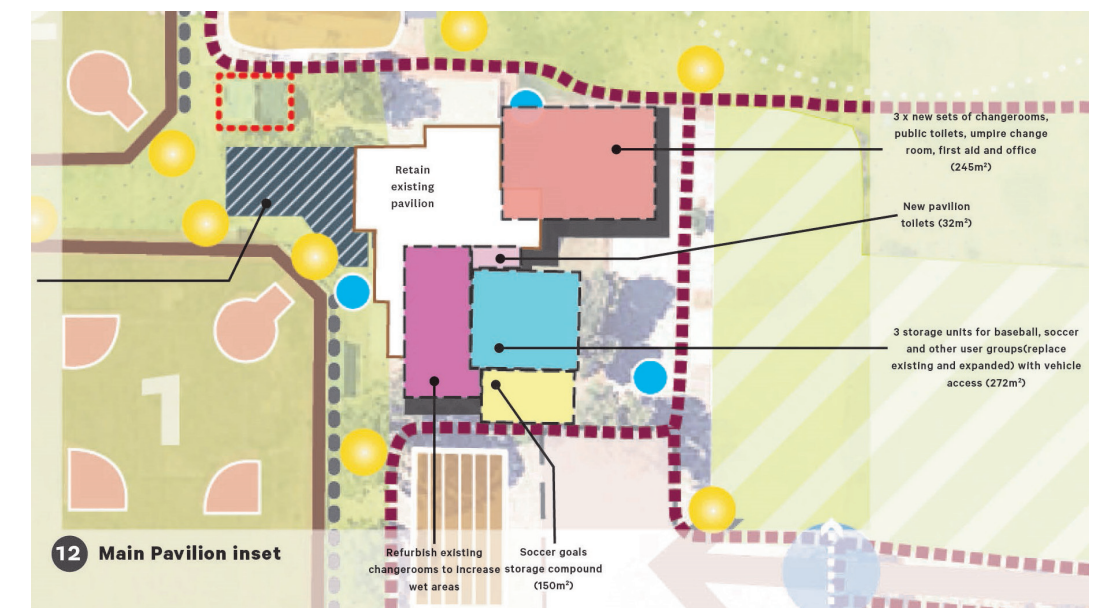 3 x new sets of changerooms,
public toilets, umpire change
room, first aid and office
(245m²)
Retain
existing
pavilion
New pavilion
toilets (32m²)
3 storage units for baseball, soccer
and other user groups(replace
existing and expanded) with vehicle
access (272m²)
1
12 Main Pavilion inset
Refurbish existing
changerooms to increase
wet areas
Soccer goals
storage compound
(150m²)